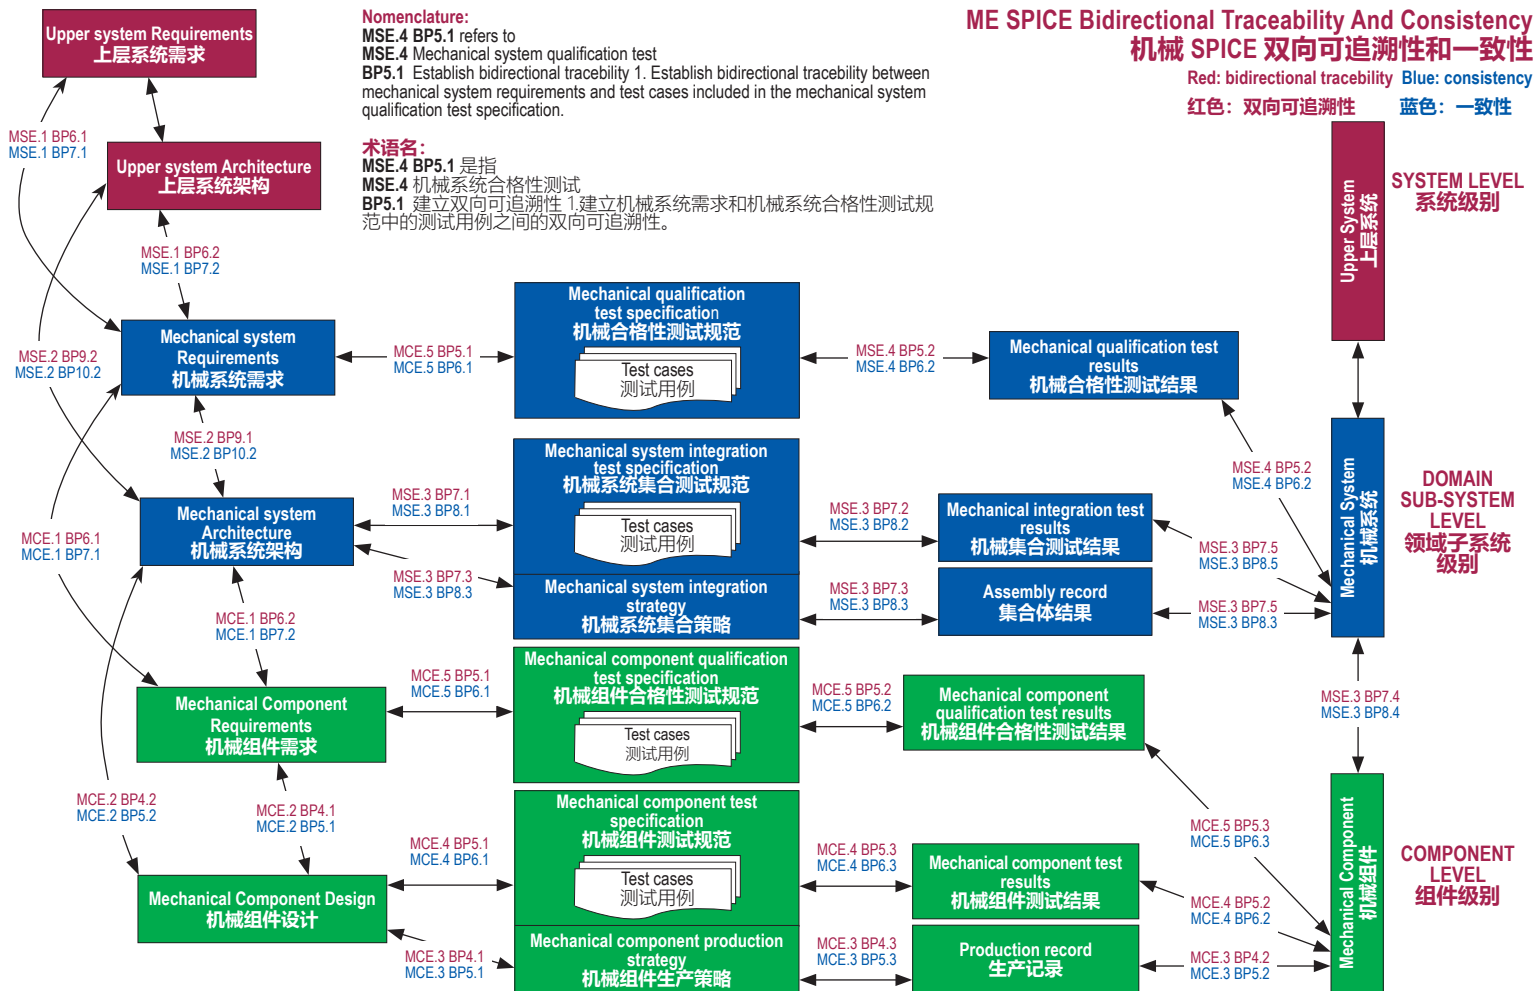 Upper system Requirements
上层系统需求
Nomenclature:
MSE.4 BP5.1 refers to
MSE.4 Mechanical system qualification test
BP5.1 Establish bidirectional tracebility 1. Establish bidirectional tracebility between
mechanical system requirements and test cases included in the mechanical system
qualification test specification.
术语名：
MSE.4 BP5.1 是指
MSE.4 机械系统合格性测试
BP5.1 建立双向可追溯性 1.建立机械系统需求和机械系统合格性测试规
范中的测试用例之间的双向可追溯性。
ME SPICE Bidirectional Traceability And Consistency
机械 SPICE 双向可追溯性和一致性
Red: bidirectional tracebility Blue: consistency
红色：双向可追溯性 蓝色：一致性
MSE.1 BP6.1
MSE.1 BP7.1
Upper system Architecture
上层系统架构
MSE.1 BP6.2
MSE.1 BP7.2
Upper System
上层系统
SYSTEM LEVEL
系统级别
Mechanical system
Requirements
机械系统需求
MCE.5 BP5.1
MCE.5 BP6.1
Mechanical qualification
test specification
机械合格性测试规范
Test cases
测试用例
MSE.4 BP5.2
MSE.4 BP6.2
Mechanical qualification test
results
机械合格性测试结果
MSE.2 BP9.2
MSE.2 BP10.2
MSE.2 BP9.1
MSE.2 BP10.2
Mechanical system integration
test specification
机械系统集合测试规范
Test cases
测试用例
MSE.4 BP5.2
MSE.4 BP6.2
Mechanical System
机械系统
DOMAIN
SUB-SYSTEM
LEVEL
领域子系统
级别
Mechanical system
Architecture
机械系统架构
MSE.3 BP7.1
MSE.3 BP8.1
MSE.3 BP7.2
MSE.3 BP8.2
Mechanical integration test
results
机械集合测试结果
MSE.3 BP7.5
MSE.3 BP8.5
MCE.1 BP6.1
MCE.1 BP7.1
MSE.3 BP7.3
MSE.3 BP8.3
Mechanical system integration
strategy
机械系统集合策略
MSE.3 BP7.3
MSE.3 BP8.3
Assembly record
集合体结果
MSE.3 BP7.5
MSE.3 BP8.3
MCE.1 BP6.2
MCE.1 BP7.2
Mechanical Component
Requirements
机械组件需求
MCE.5 BP5.1
MCE.5 BP6.1
Mechanical component qualification
test specification
机械组件合格性测试规范
Test cases
测试用例
MCE.5 BP5.2
MCE.5 BP6.2
Mechanical component
qualification test results
机械组件合格性测试结果
MSE.3 BP7.4
MSE.3 BP8.4
MCE.2 BP4.2
MCE.2 BP5.2
MCE.2 BP4.1
MCE.2 BP5.1
Mechanical component test
specification
机械组件测试规范
Test cases
测试用例
MCE.5 BP5.3
MCE.5 BP6.3
Mechanical Component
机械组件
COMPONENT
LEVEL
组件级别
Mechanical Component Design
机械组件设计
MCE.4 BP5.1
MCE.4 BP6.1
MCE.4 BP5.3
MCE.4 BP6.3
Mechanical component test
results
机械组件测试结果
MCE.4 BP5.2
MCE.4 BP6.2
MCE.3 BP4.1
MCE.3 BP5.1
Mechanical component production
strategy
机械组件生产策略
MCE.3 BP4.3
MCE.3 BP5.3
Production record
生产记录
MCE.3 BP4.2
MCE.3 BP5.2